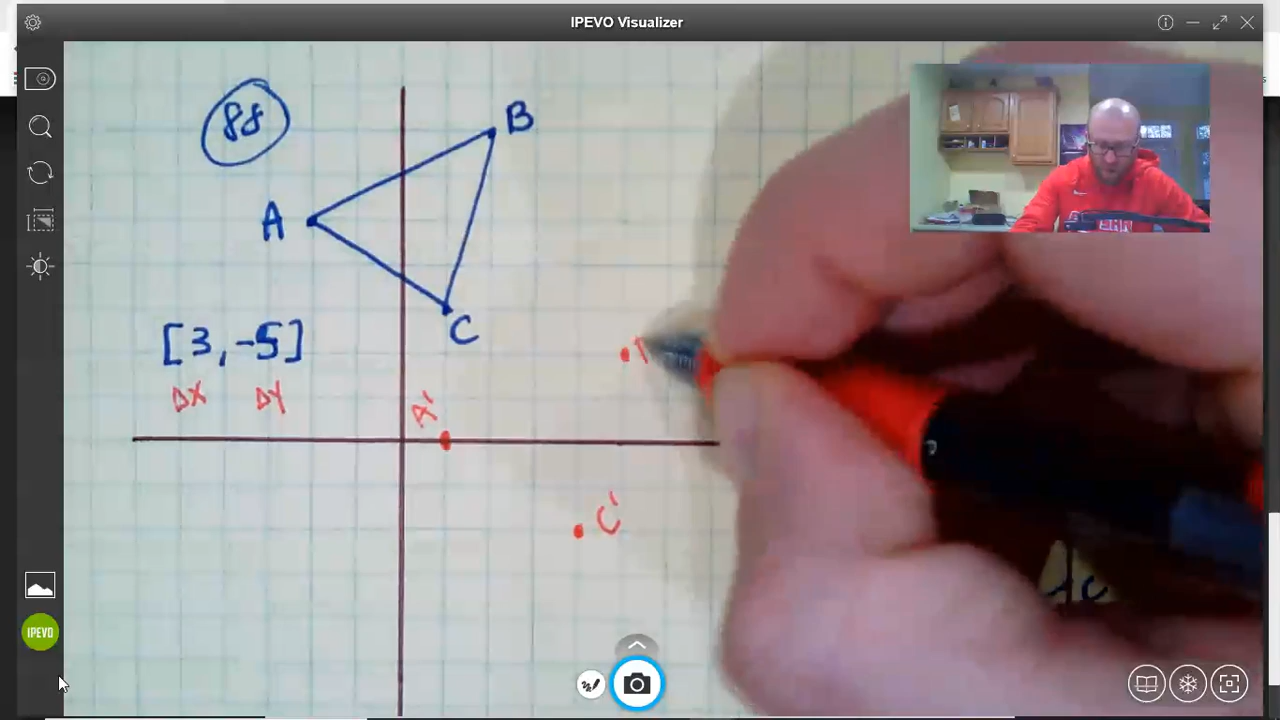 IPEVO Visualizer
88
B
A
C
[3, -5]
ΔX ΔY
A'
C'
IPEVO